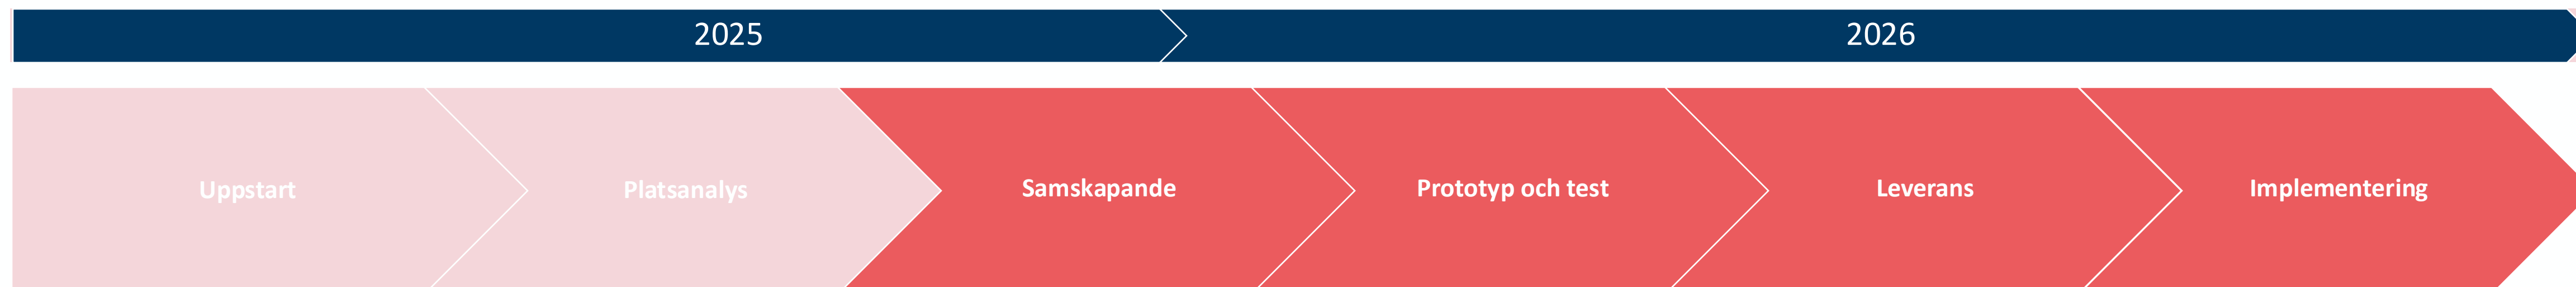 2025
2026
Uppstart
Platsanalys
Samskapande
Prototyp och test
Leverans
Implementering